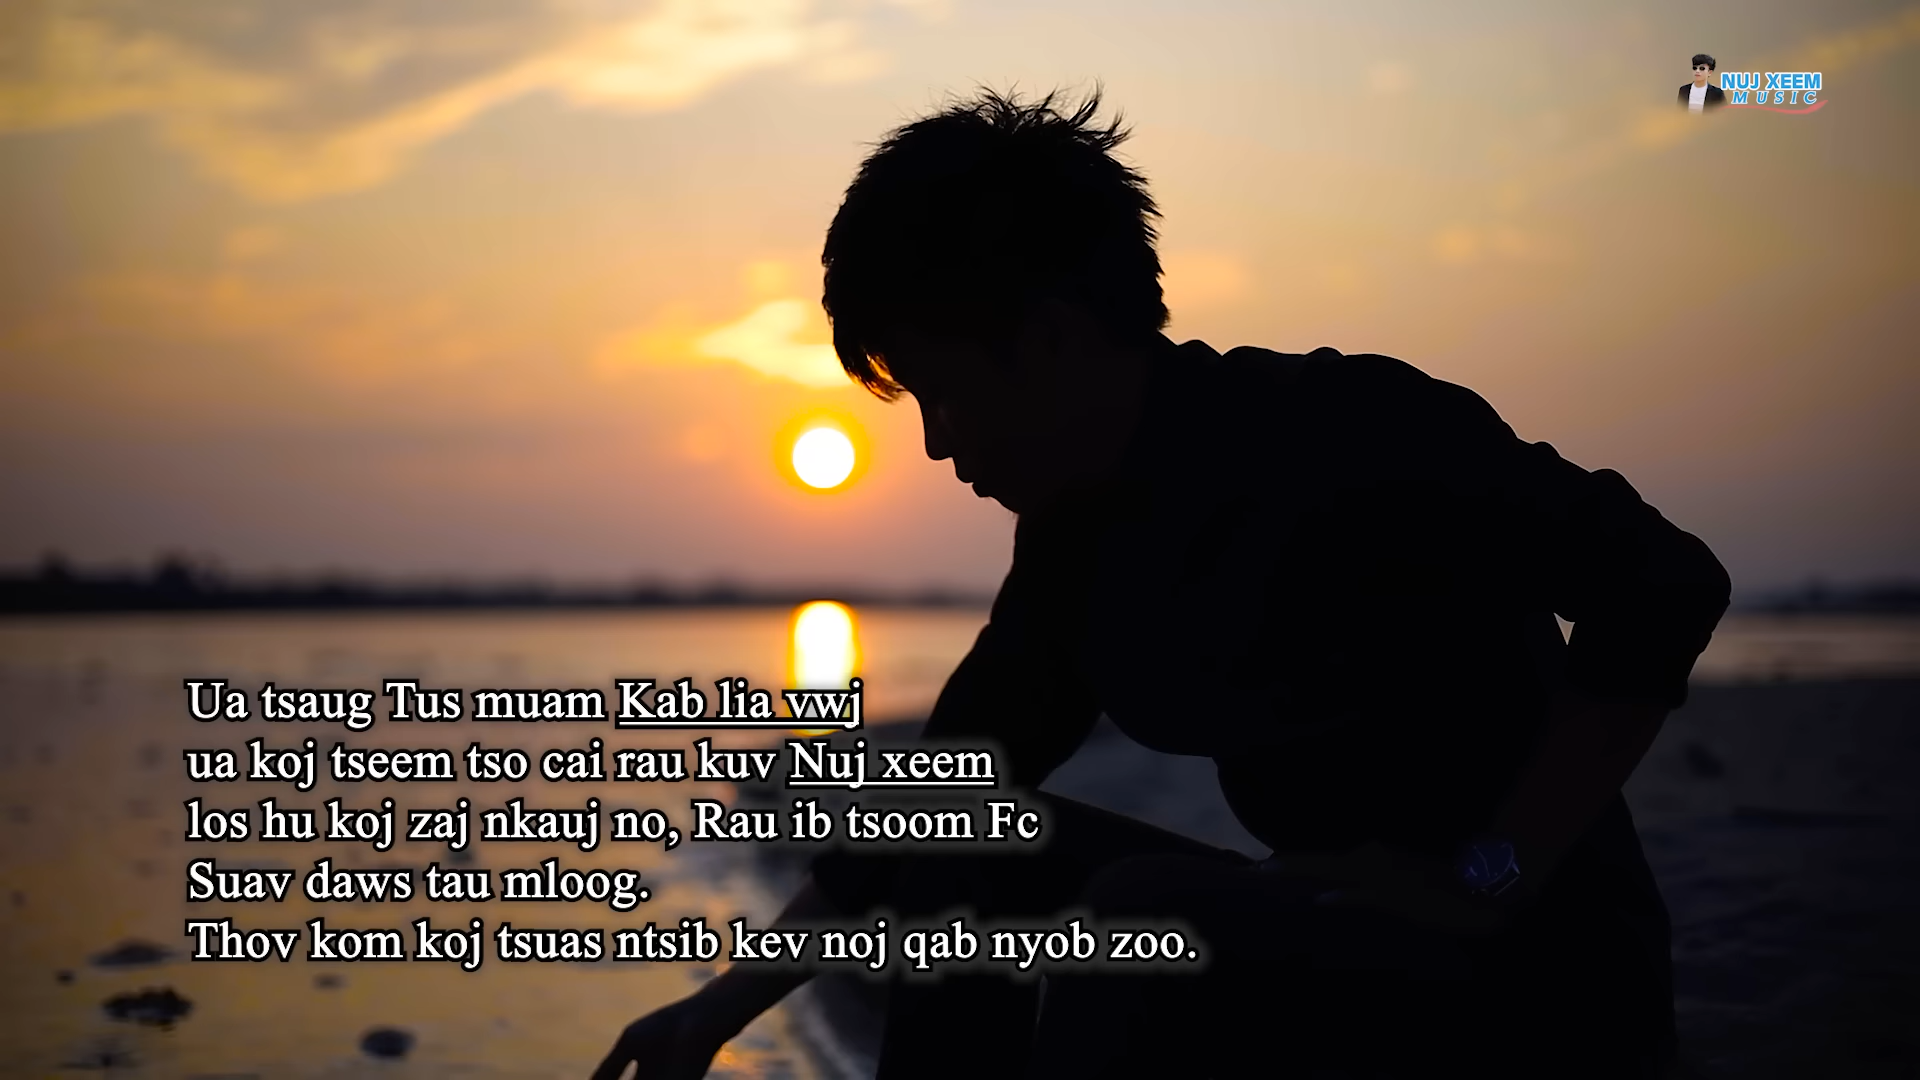 NUJ XEEM
MUSIC
Ua tsaug Tus muam Kab lia vwj
ua koj tseem tso cai rau kuv Nuj xeem
los hu koj zaj nkauj no, Rau ib tsoom Fc
Suav daws tau mloog.
Thov kom koj tsuas ntsib kev noj qab nyob zoo.